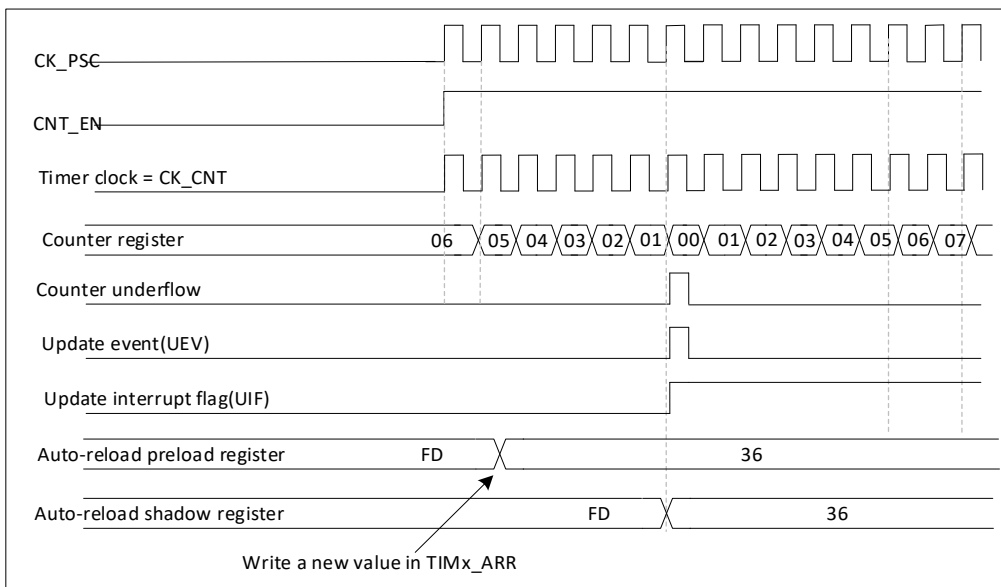 CK_PSC
CNT_EN
Timer clock = CK_CNT
Counter register 06 05 04 03 02 01 00 01 02 03 04 05 06 07
Counter underflow
Update event(UEV)
Update interrupt flag(UIF)
Auto-reload preload register FD 36
Auto-reload shadow register FD 36
Write a new value in TIMx_ARR